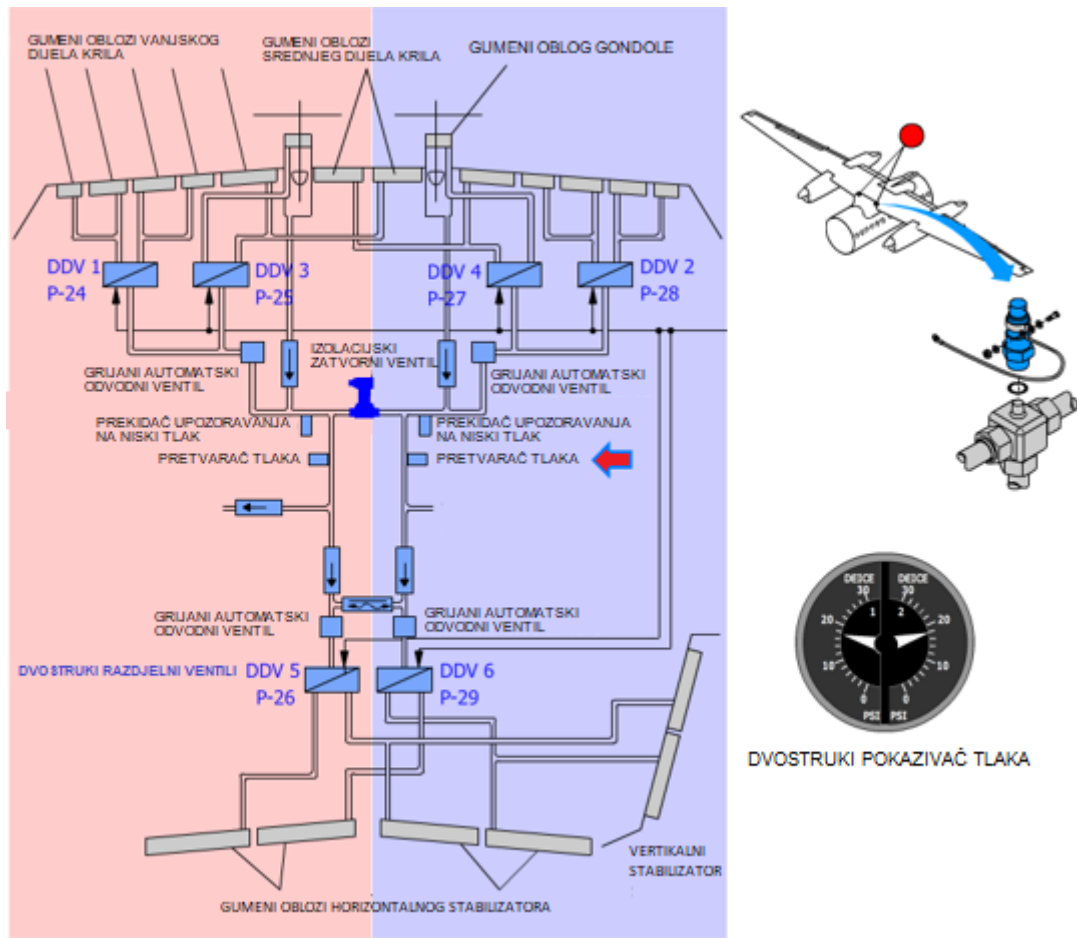 GUMENI OBLOZI VANJSKOG
DIJELA KRILA
GUMENI OBLOZI
SREDNJEG DIJELA KRILA
GUMENI OBLOG GONDOLE
DDV 1
P-24
DDV 3
P-25
DDV 4
P-27
DDV 2
P-28
IZOLACIJSKI
ZATVORNI VENTIL
GRIJANI AUTOMATSKI
ODVODNI VENTIL
GRIJANI AUTOMATSKI
ODVODNI VENTIL
PREKIDAČ UPOZORAVANJA
NA NISKI TLAK
PREKIDAČ UPOZORAVANJA
NA NISKI TLAK
PRETVARAČ TLAKA
PRETVARAČ TLAKA
GRIJANI AUTOMATSKI
ODVODNI VENTIL
GRIJANI AUTOMATSKI
ODVODNI VENTIL
DVOSTRUKI RAZDJELNI VENTILI
DDV 5
P-26
DDV 6
P-29
VERTIKALNI
STABILIZATOR
GUMENI OBLOZI HORIZONTALNOG STABILIZATORA
DEICE DEICE
30 30
1 2
20 20
10 10
0 0
PSI PSI
DVOSTRUKI POKAZIVAČ TLAKA